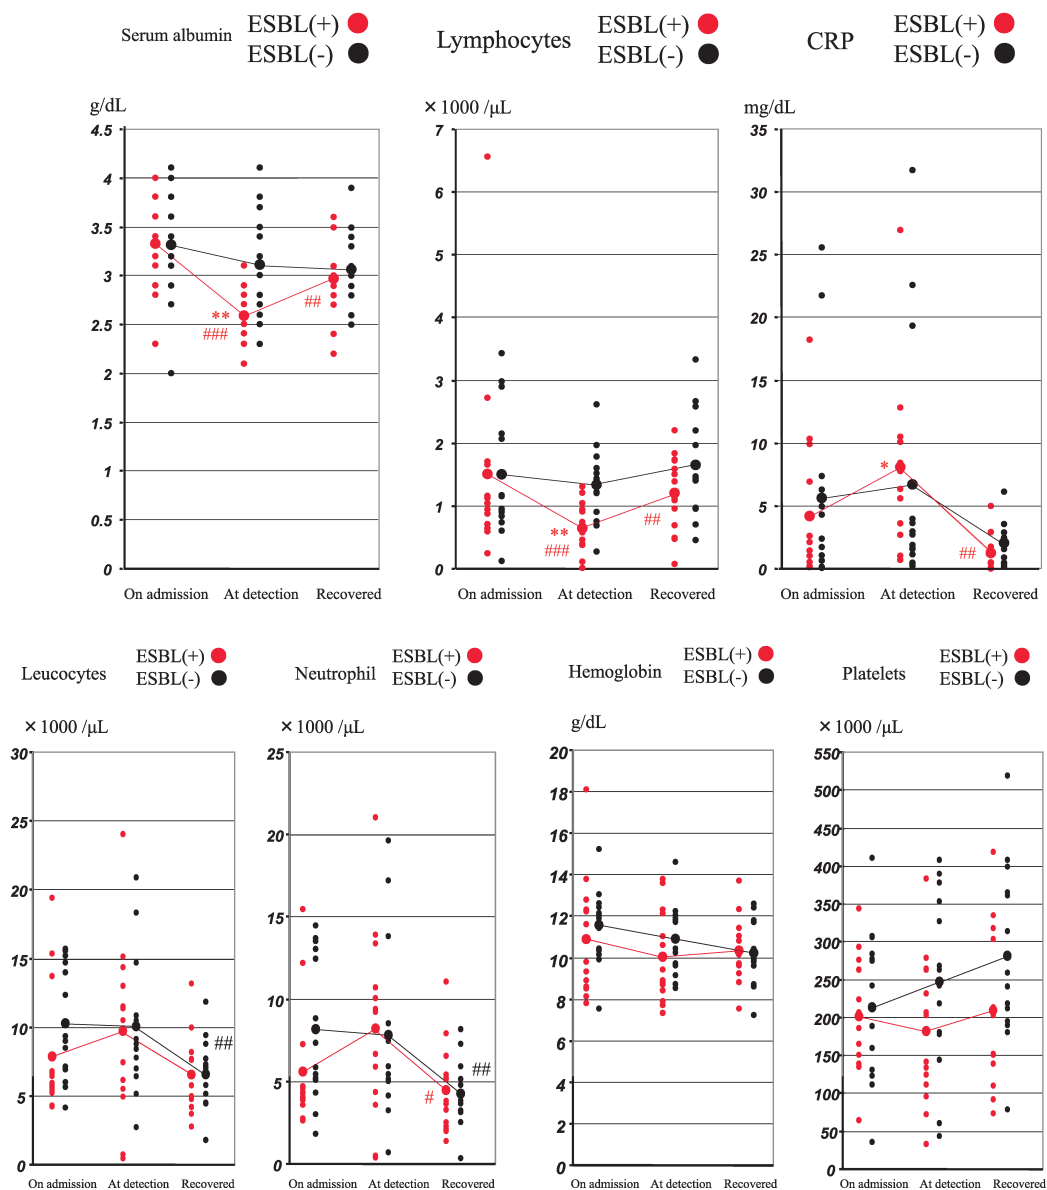 Serum albumin
ESBL(+)
ESBL(-)
g/dL
4.5
4
3.5
3
2.5
2
1.5
1
0.5
0
**
###
##
On admission At detection Recovered
Lymphocytes
ESBL(+)
ESBL(-)
×1000 /μL
7
6
5
4
3
2
1
0
**
###
##
On admission At detection Recovered
CRP
ESBL(+)
ESBL(-)
mg/dL
35
30
25
20
15
10
5
0
*
##
On admission At detection Recovered
Leucocytes
ESBL(+)
ESBL(-)
×1000 /μL
30
25
20
15
10
5
0
##
On admission At detection Recovered
Neutrophil
ESBL(+)
ESBL(-)
×1000 /μL
25
20
15
10
5
0
#
##
On admission At detection Recovered
Hemoglobin
ESBL(+)
ESBL(-)
g/dL
20
18
16
14
12
10
8
6
4
2
0
On admission At detection Recovered
Platelets
ESBL(+)
ESBL(-)
×1000 /μL
550
500
450
400
350
300
250
200
150
100
50
0
On admission At detection Recovered